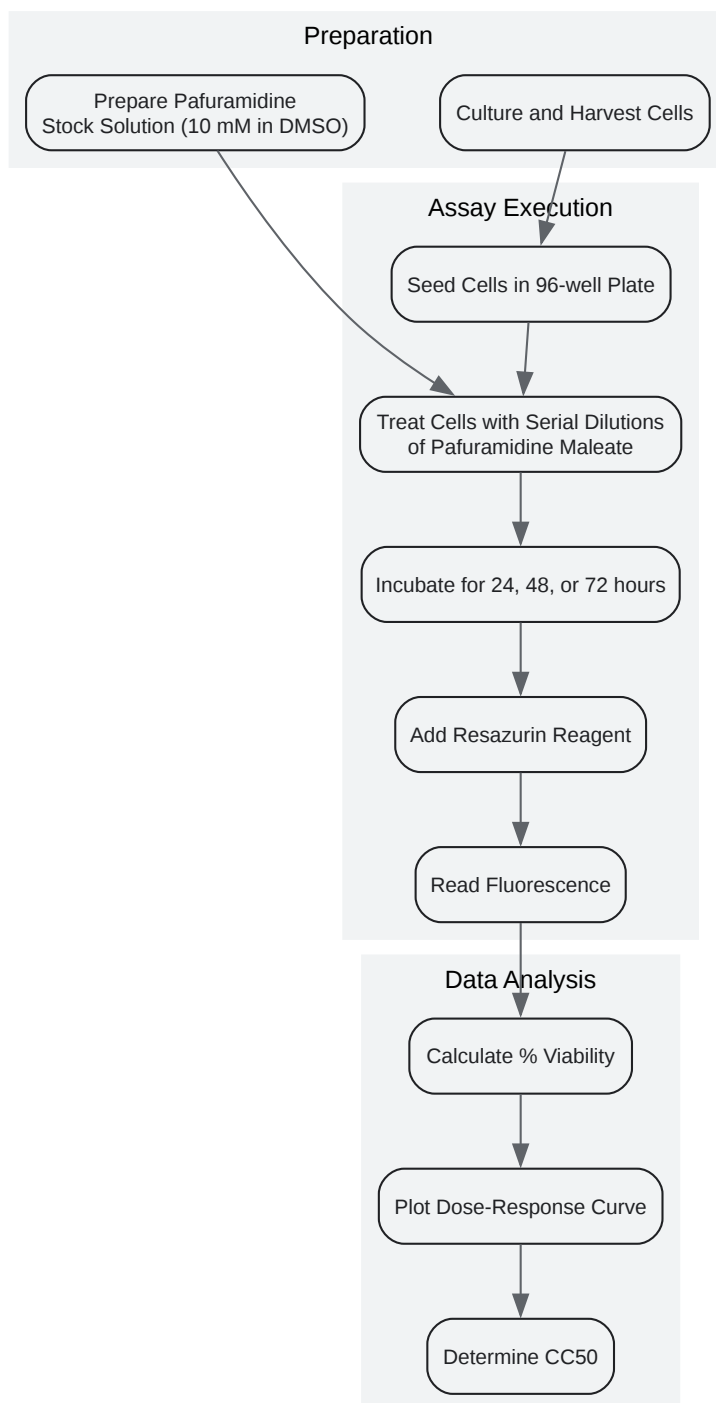 Preparation
Prepare Pafuramidine
Stock Solution (10 mM in DMSO)
Culture and Harvest Cells
Assay Execution
Seed Cells in 96-well Plate
Treat Cells with Serial Dilutions
of Pafuramidine Maleate
Incubate for 24, 48, or 72 hours
Add Resazurin Reagent
Read Fluorescence
Data Analysis
Calculate % Viability
Plot Dose-Response Curve
Determine CC50